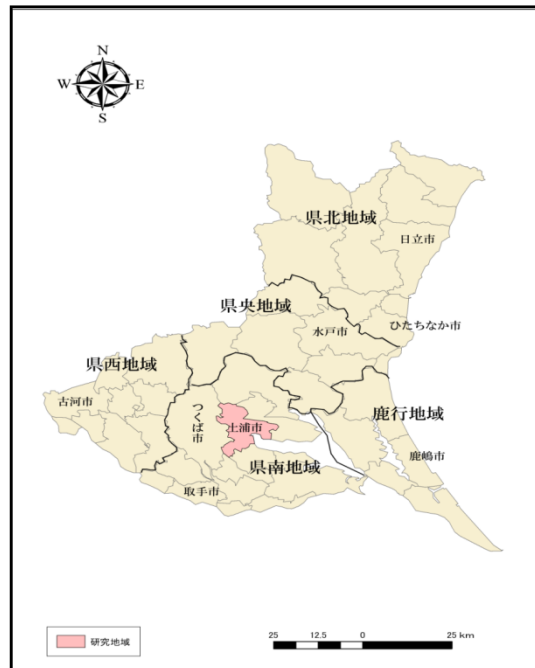 N
W
E
S
県北地域
日立市
県央地域
ひたちなか市
水戸市
県西地域
古河市
つくば市
土浦市
鹿行地域
県南地域
鹿嶋市
取手市
研究地域
25 12.5 0 25 km